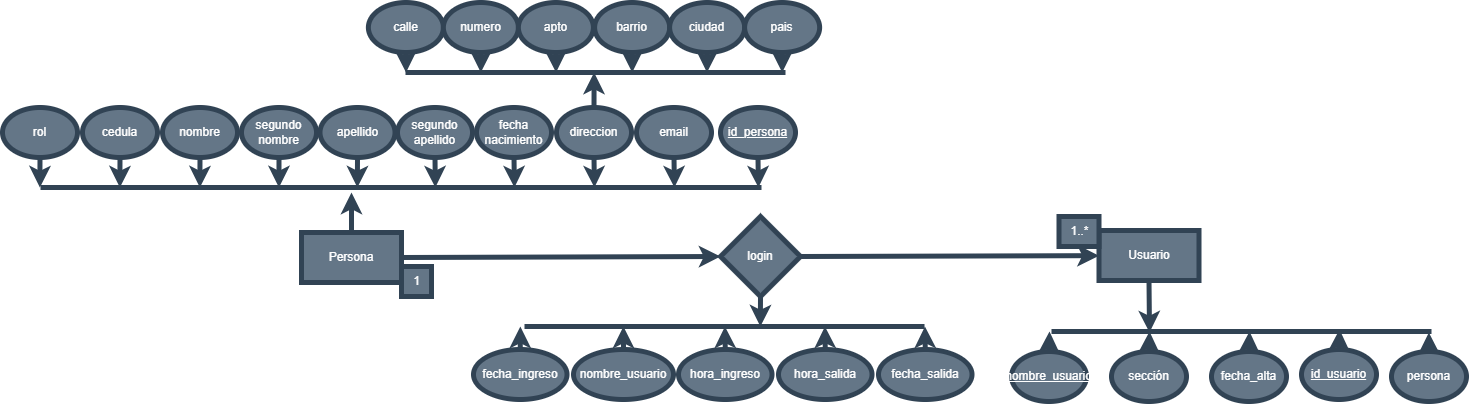 calle
numero
apto
barrio
ciudad
pais
rol
cedula
nombre
segundo
nombre
apellido
segundo
apellido
fecha
nacimiento
direccion
email
id_persona
Persona
1
login
1..*
Usuario
fecha_ingreso
nombre_usuario
hora_ingreso
hora_salida
fecha_salida
nombre_usuario
sección
fecha_alta
id_usuario
persona